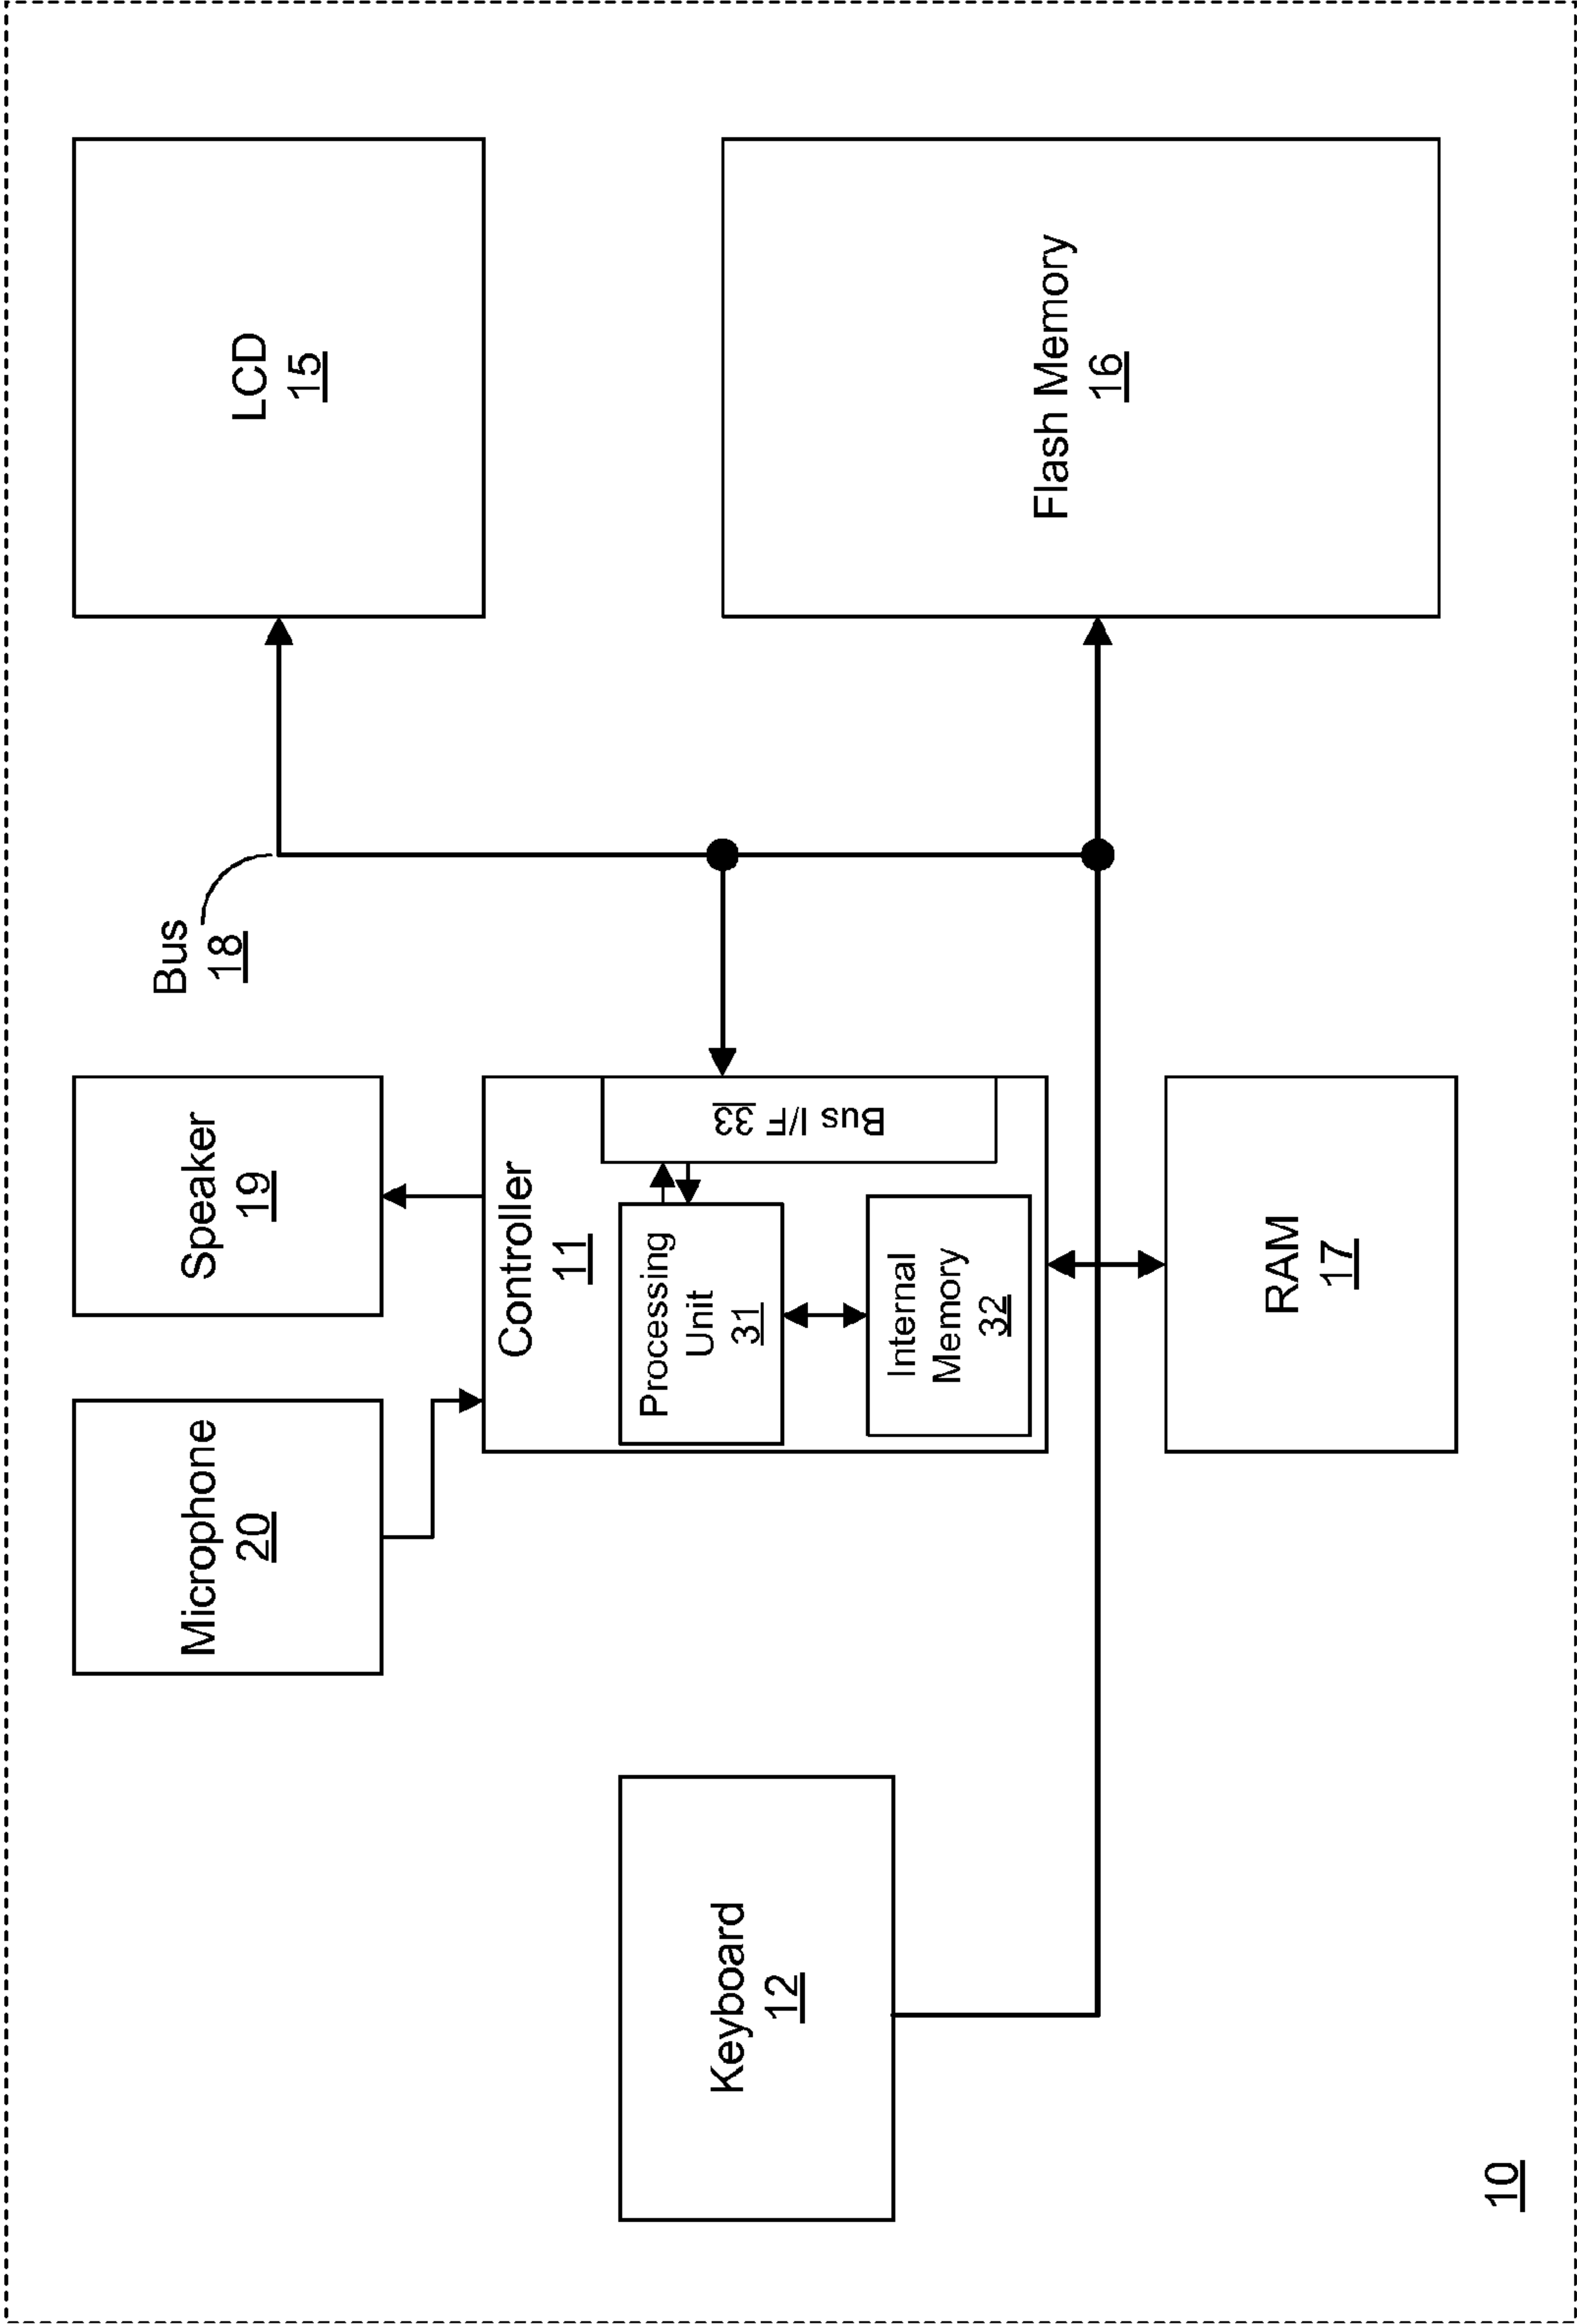 Microphone
20
Speaker
19
Bus
18
LCD
15
Keyboard
12
Controller
11
Processing
Unit
31
Internal
Memory
32
Bus I/F 33
Flash Memory
16
RAM
17
10